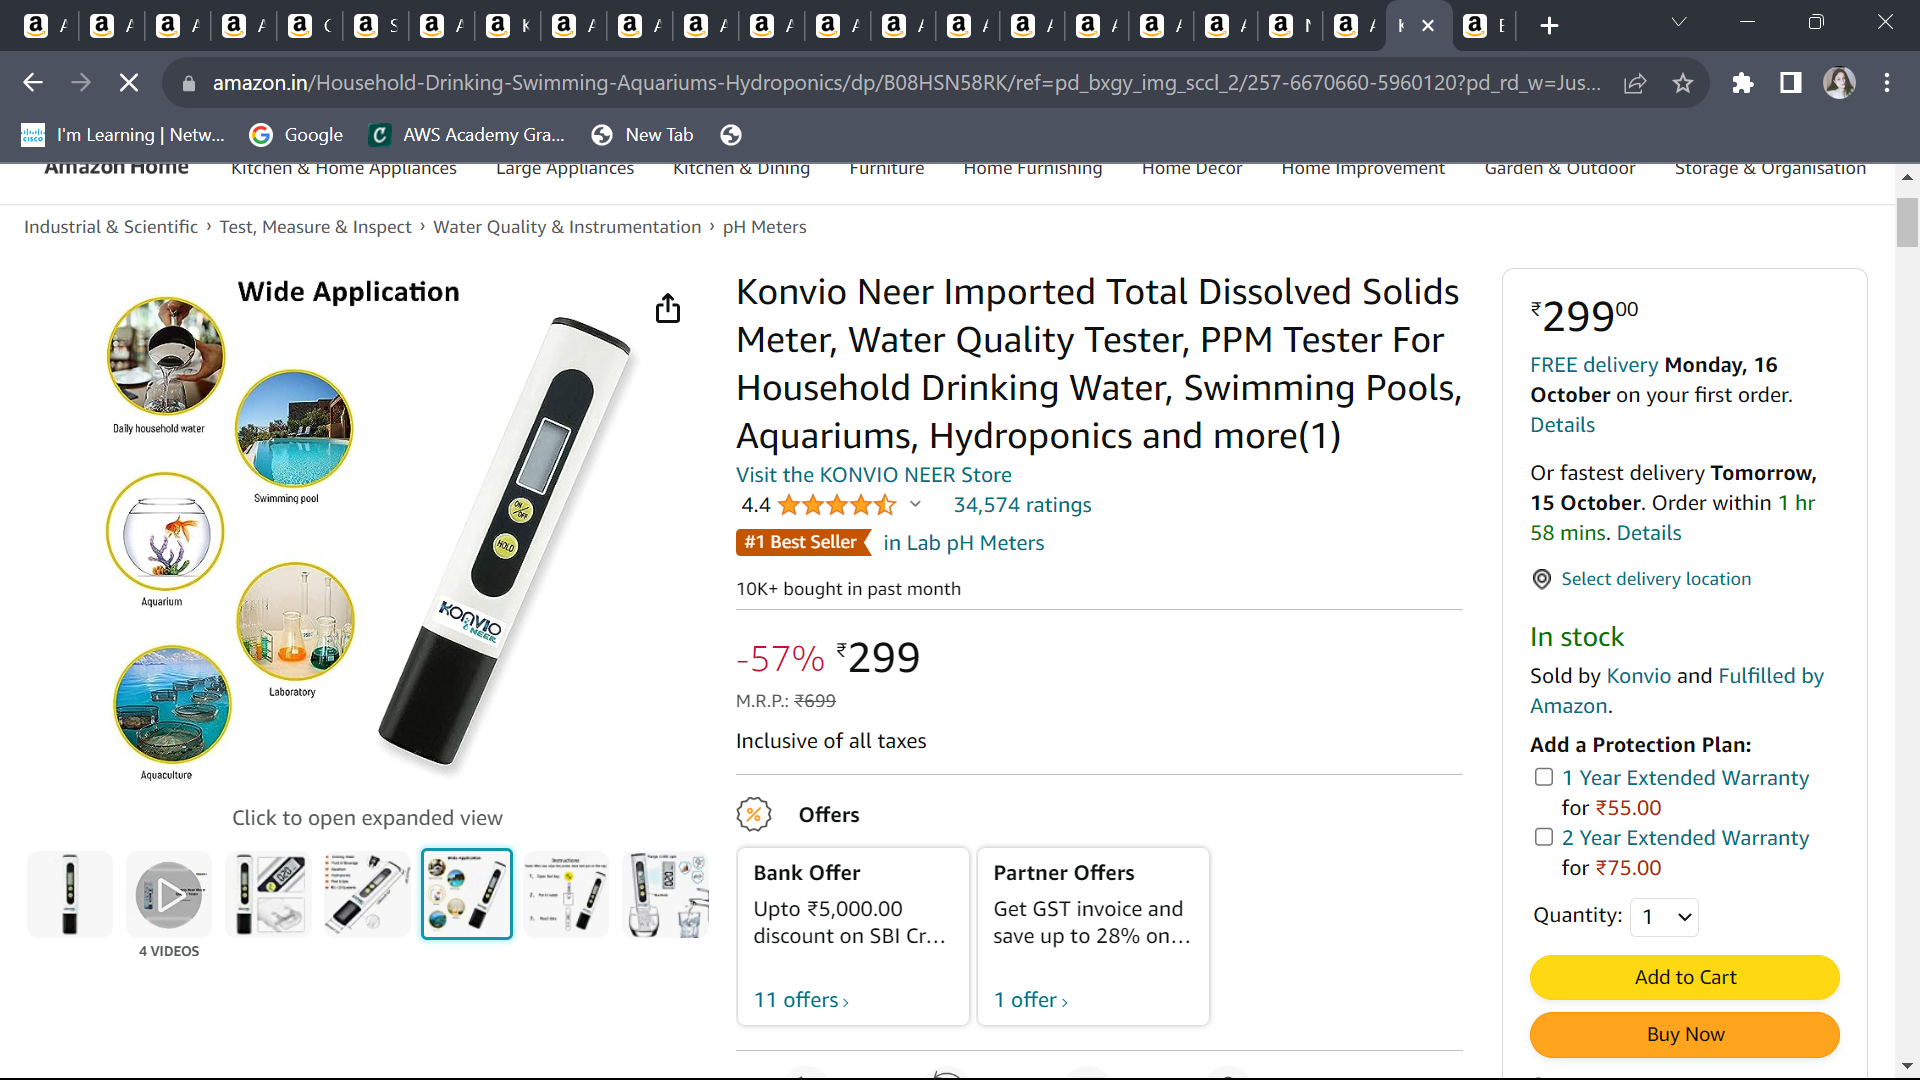 I'm Learning | Netw...
Google
AWS Academy Gra...
New Tab
amazon.in/Household-Drinking-Swimming-Aquariums-Hydroponics/dp/B08HSN58RK/ref=pd_bxgy_img_sccl_2/257-6670660-5960120?pd_rd_w=Jus...
Amazon Home
Kitchen & Home Appliances
Large Appliances
Kitchen & Dining
Furniture
Home Furnishing
Home Décor
Home Improvement
Garden & Outdoor
Storage & Organisation
Industrial & Scientific › Test, Measure & Inspect › Water Quality & Instrumentation › pH Meters
Wide Application
Daily household water
Swimming pool
Aquarium
Laboratory
Aquaculture
ON/OFF
HOLD
KONVIO
NEER
Click to open expanded view
4 VIDEOS
Konvio Neer Imported Total Dissolved Solids
Meter, Water Quality Tester, PPM Tester For
Household Drinking Water, Swimming Pools,
Aquariums, Hydroponics and more(1)
Visit the KONVIO NEER Store
4.4
34,574 ratings
#1 Best Seller in Lab pH Meters
10K+ bought in past month
-57% ₹299
M.R.P.: ₹699
Inclusive of all taxes
Offers
Bank Offer
Upto ₹5,000.00
discount on SBI Cr...
11 offers ›
Partner Offers
Get GST invoice and
save up to 28% on...
1 offer ›
₹299 00
FREE delivery Monday, 16
October on your first order.
Details
Or fastest delivery Tomorrow,
15 October. Order within 1 hr
58 mins. Details
Select delivery location
In stock
Sold by Konvio and Fulfilled by
Amazon.
Add a Protection Plan:
1 Year Extended Warranty
for ₹55.00
2 Year Extended Warranty
for ₹75.00
Quantity: 1
Add to Cart
Buy Now